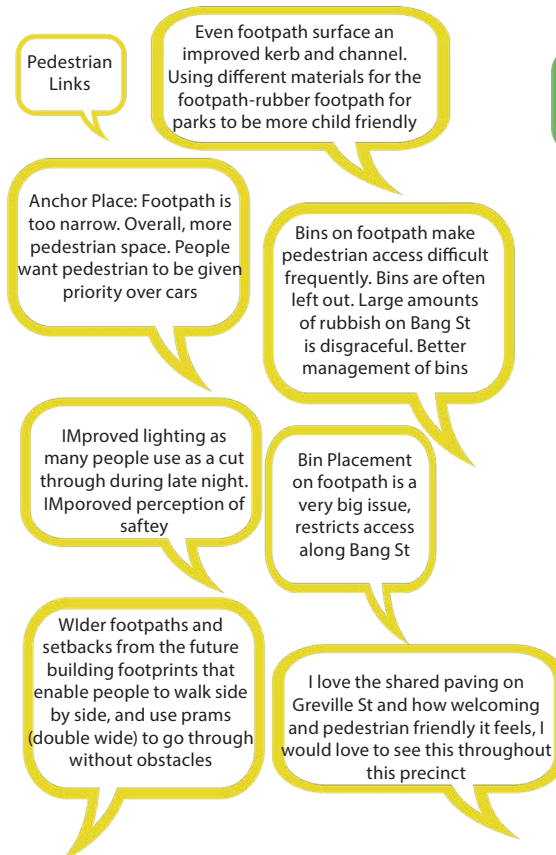 Pedestrian
Links
Even footpath surface an
improved kerb and channel.
Using different materials for the
footpath-rubber footpath for
parks to be more child friendly
Anchor Place: Footpath is
too narrow. Overall, more
pedestrian space. People
want pedestrian to be given
priority over cars
Bins on footpath make
pedestrian access difficult
frequently. Bins are often
left out. Large amounts
of rubbish on Bang St
is disgraceful. Better
management of bins
IMproved lighting as
many people use as a cut
through during late night.
IMporoved perception of
saftey
Bin Placement
on footpath is a
very big issue,
restricts access
along Bang St
WIder footpaths and
setbacks from the future
building footprints that
enable people to walk side
by side, and use prams
(double wide) to go through
without obstacles
I love the shared paving on
Greville St and how welcoming
and pedestrian friendly it feels, I
would love to see this throughout
this precinct